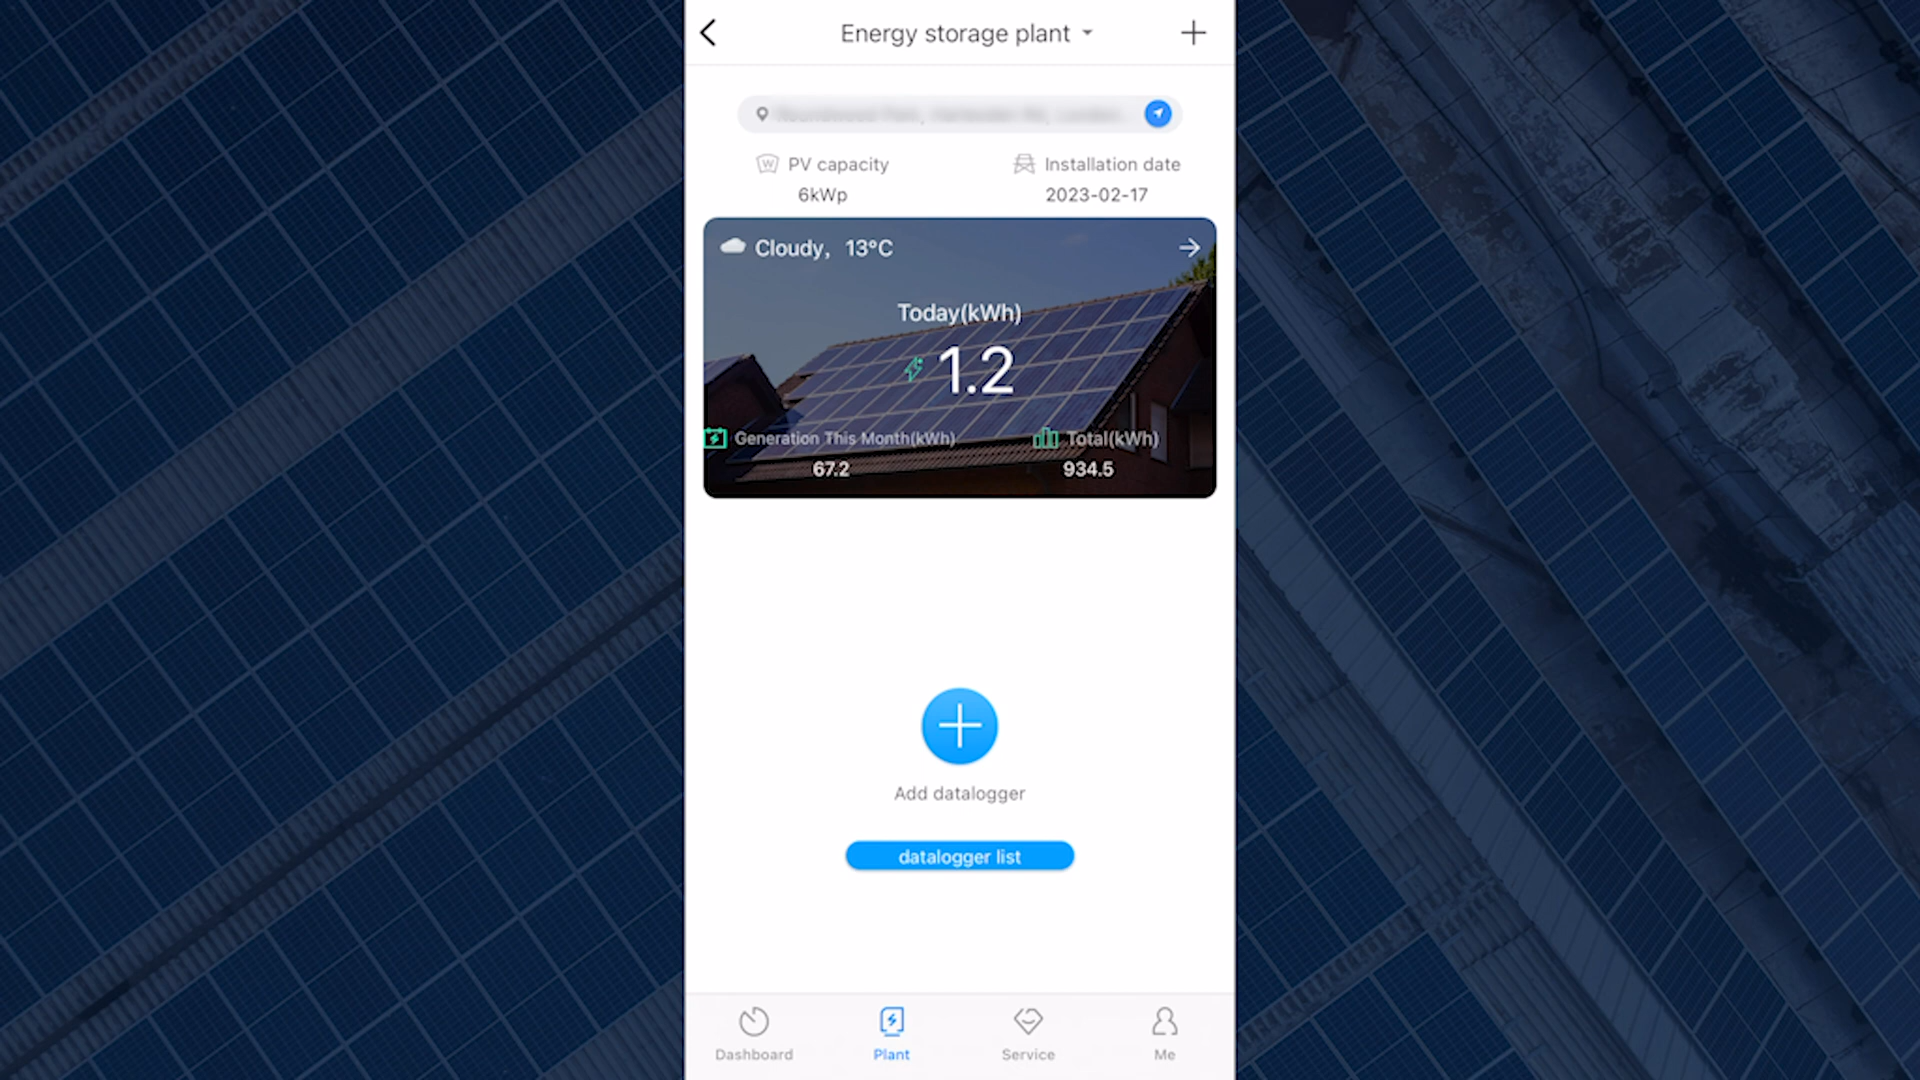 Energy storage plant
PV capacity
6kWp
Installation date
2023-02-17
Cloudy, 13°C
Today(kWh)
1.2
Generation This Month(kWh)
67.2
Total(kWh)
934.5
Add datalogger
datalogger list
Dashboard
Plant
Service
Me